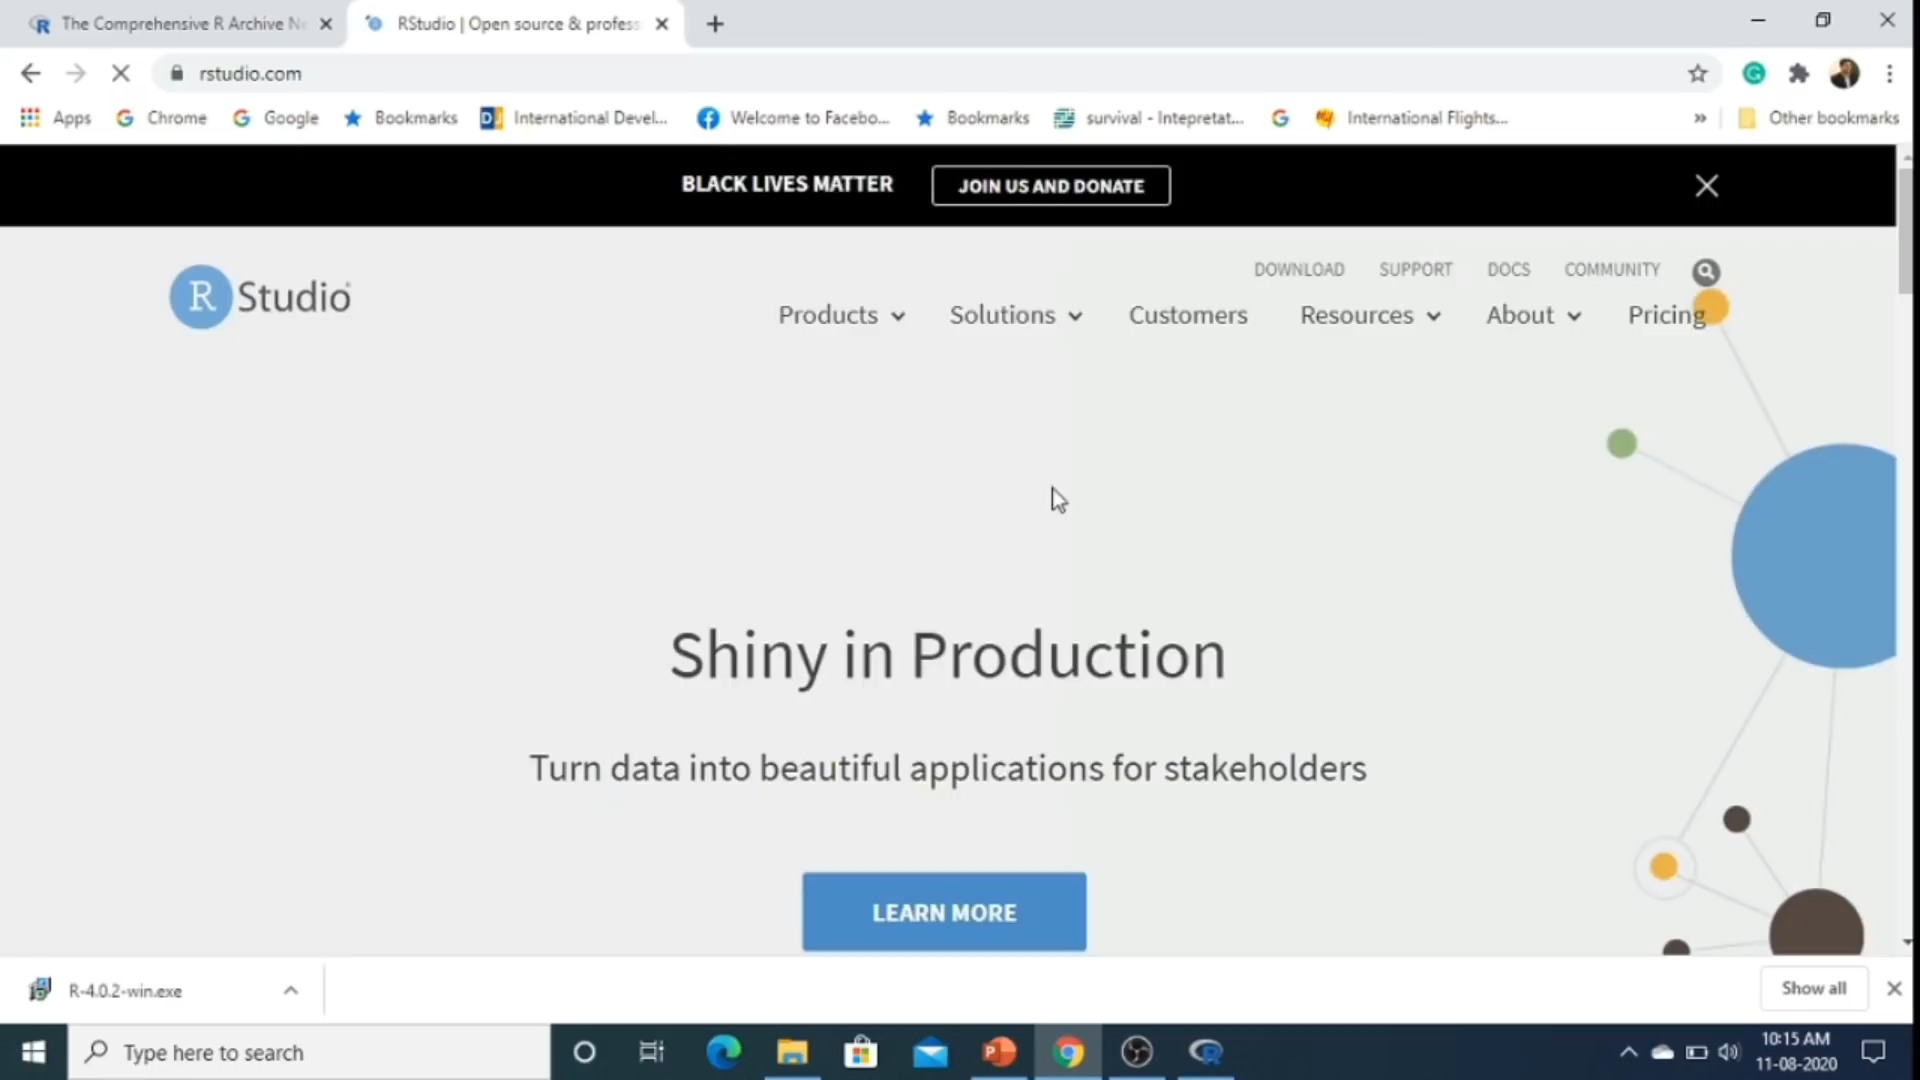 The Comprehensive R Archive Ne
RStudio | Open source & profess
rstudio.com
Apps
Chrome
Google
Bookmarks
International Devel...
Welcome to Facebo...
Bookmarks
survival - Intepretat...
International Flights...
»
Other bookmarks
BLACK LIVES MATTER
JOIN US AND DONATE
DOWNLOAD SUPPORT DOCS COMMUNITY
R Studio
Products Solutions Customers Resources About Pricing
Shiny in Production
Turn data into beautiful applications for stakeholders
LEARN MORE
R-4.0.2-win.exe
Show all
Type here to search
10:15 AM
11-08-2020